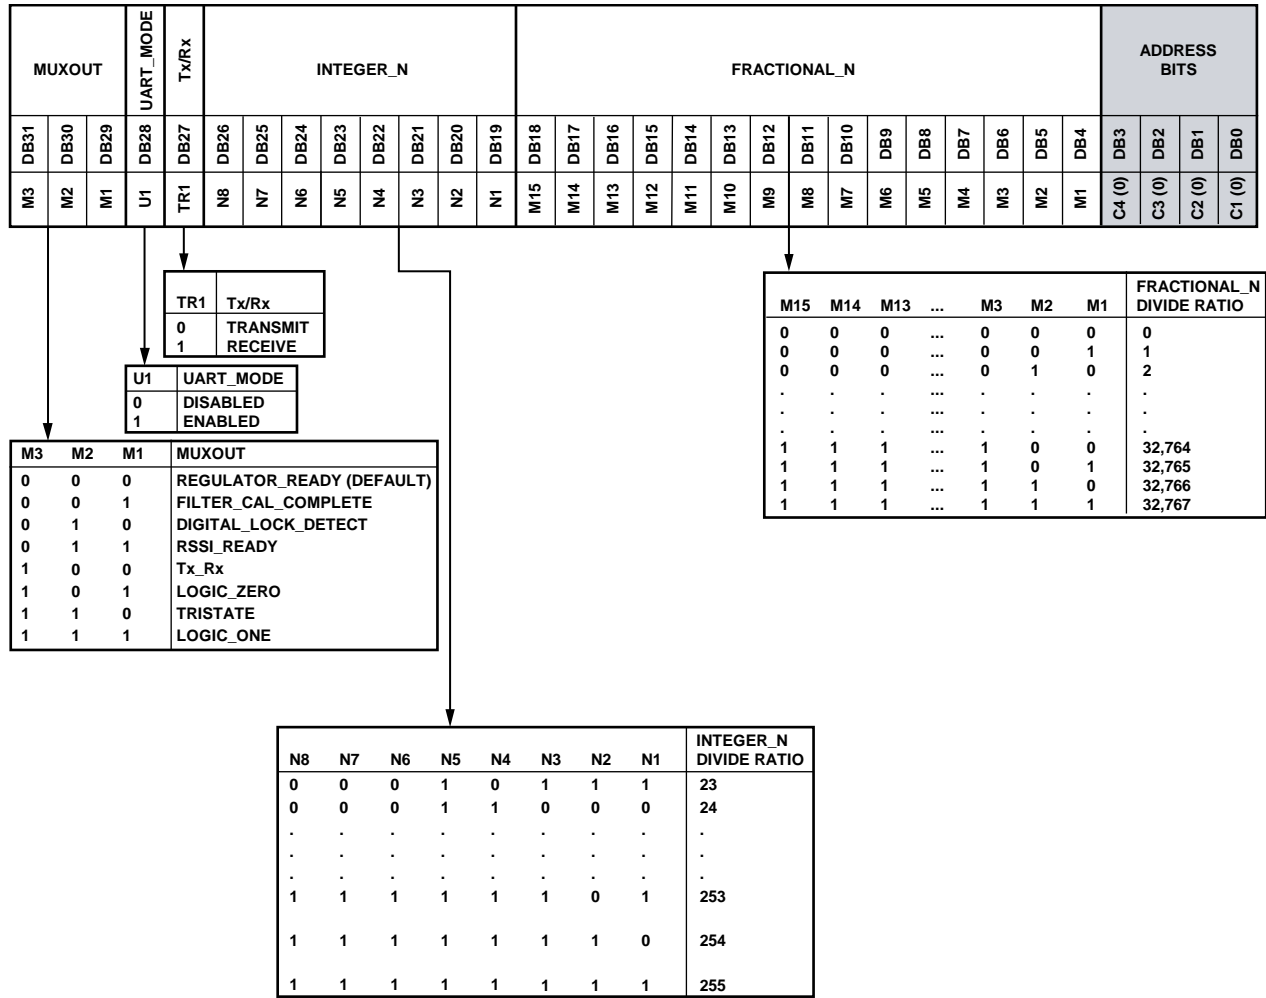 MUXOUT UART_MODE Tx/Rx INTEGER_N FRACTIONAL_N ADDRESS
BITS
DB31 DB30 DB29 DB28 DB27 DB26 DB25 DB24 DB23 DB22 DB21 DB20 DB19 DB18 DB17 DB16 DB15 DB14 DB13 DB12 DB11 DB10 DB9 DB8 DB7 DB6 DB5 DB4 DB3 DB2 DB1 DB0
M3 M2 M1 U1 TR1 N8 N7 N6 N5 N4 N3 N2 N1 M15 M14 M13 M12 M11 M10 M9 M8 M7 M6 M5 M4 M3 M2 M1 C4 (0) C3 (0) C2 (0) C1 (0)
TR1 Tx/Rx
0 TRANSMIT
1 RECEIVE
U1 UART_MODE
0 DISABLED
1 ENABLED
M3 M2 M1 MUXOUT
0 0 0 REGULATOR_READY (DEFAULT)
0 0 1 FILTER_CAL_COMPLETE
0 1 0 DIGITAL_LOCK_DETECT
0 1 1 RSSI_READY
1 0 0 Tx_Rx
1 0 1 LOGIC_ZERO
1 1 0 TRISTATE
1 1 1 LOGIC_ONE
FRACTIONAL_N
M15 M14 M13 ... M3 M2 M1 DIVIDE RATIO
0 0 0 ... 0 0 0 0
0 0 0 ... 0 0 1 1
0 0 0 ... 0 1 0 2
. . . ... . . . .
. . . ... . . . .
. . . ... . . . .
1 1 1 ... 1 0 0 32,764
1 1 1 ... 1 0 1 32,765
1 1 1 ... 1 1 0 32,766
1 1 1 ... 1 1 1 32,767
INTEGER_N
N8 N7 N6 N5 N4 N3 N2 N1 DIVIDE RATIO
0 0 0 1 0 1 1 1 23
0 0 0 1 1 0 0 0 24
. . . . . . . . .
. . . . . . . . .
. . . . . . . . .
1 1 1 1 1 1 0 1 253
1 1 1 1 1 1 1 0 254
1 1 1 1 1 1 1 1 255